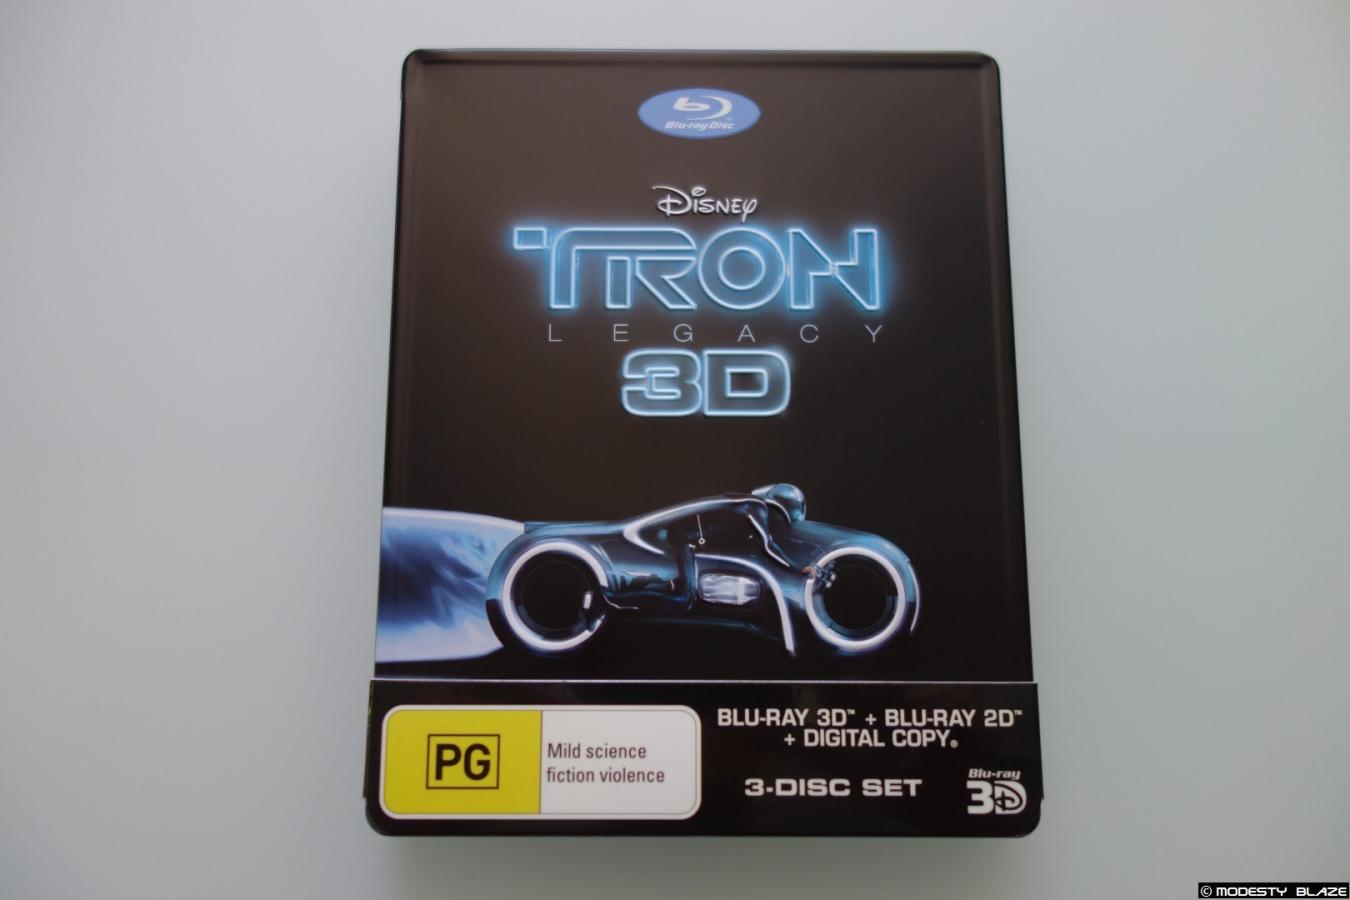 Blu-ray Disc
Disney
TRON
LEGACY
3D
PG
Mild science
fiction violence
BLU-RAY 3D™ + BLU-RAY 2D™
+ DIGITAL COPY®
3-DISC SET
Blu-ray
3D
© MODESTY BLAZE